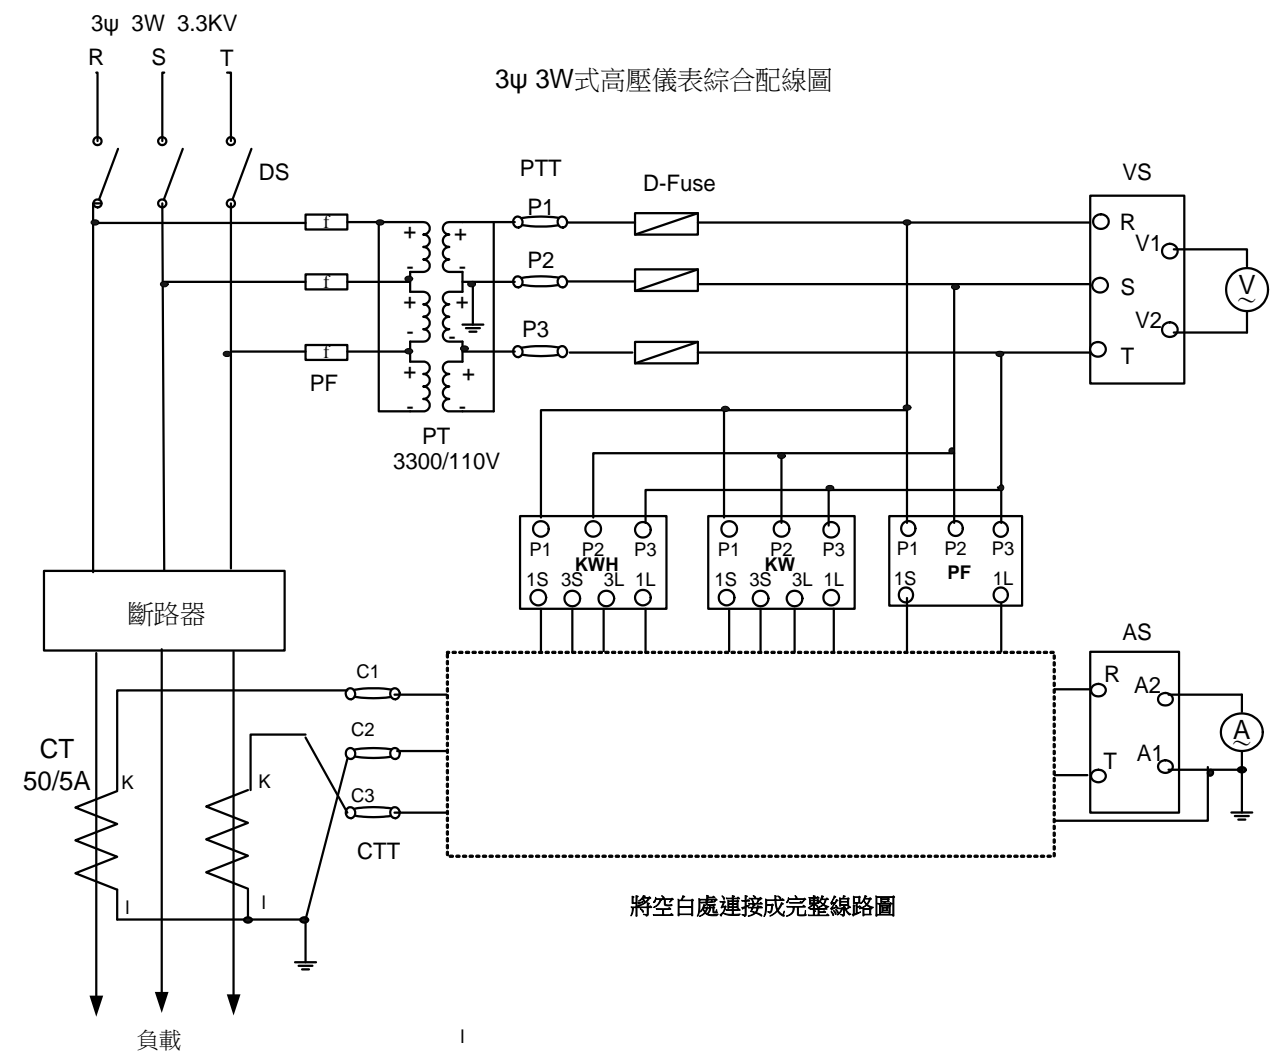 3ψ 3W 3.3KV
R S T
3ψ 3W式高壓儀表綜合配線圖
DS
PTT
D-Fuse
VS
P1
f
R
V1
+ +
- -
P2
f
S
V
+ +
- -
P3
V2
f
T
PF
+ +
- -
PT
3300/110V
P1 P2 P3
KWH
1S 3S 3L 1L
P1 P2 P3
KW
1S 3S 3L 1L
P1 P2 P3
PF
1S 1L
斷路器
AS
C1
R
A2
C2
A
CT
50/5A
K
K
T
A1
C3
CTT
l
l
將空白處連接成完整線路圖
負載
l